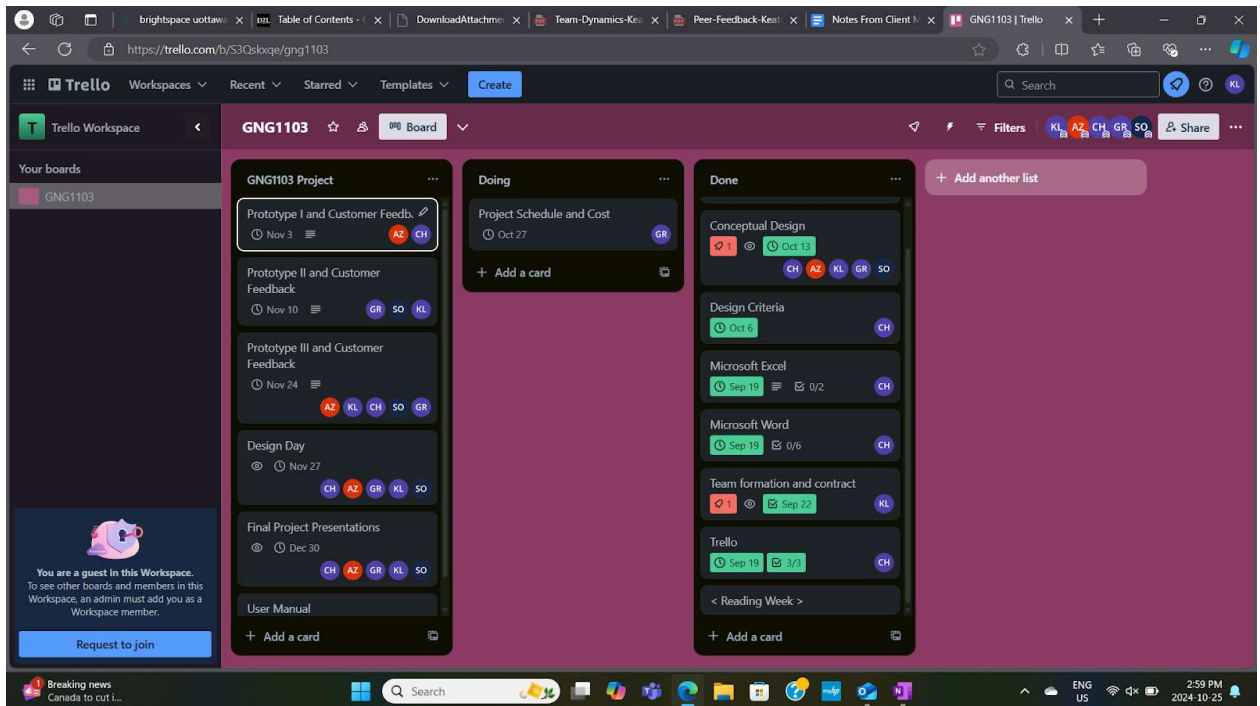 brightspace uottawa
Table of Contents - C
DownloadAttachmen
Team-Dynamics-Kea
Peer-Feedback-Keat
Notes From Client M
GNG1103 | Trello
https://trello.com/b/S3Qskxqe/gng1103
Trello
Workspaces
Recent
Starred
Templates
Create
Search
KL
T
Trello Workspace
GNG1103
Board
Filters
KL AZ CH GR SO
Share
Your boards
GNG1103
GNG1103 Project
Prototype I and Customer Feedb.
Nov 3
AZ CH
Prototype II and Customer
Feedback
Nov 10
GR SO KL
Prototype III and Customer
Feedback
Nov 24
AZ KL CH SO GR
Design Day
Nov 27
CH AZ GR KL SO
Final Project Presentations
Dec 30
CH AZ GR KL SO
User Manual
+ Add a card
Doing
Project Schedule and Cost
Oct 27
GR
+ Add a card
Done
Conceptual Design
1 Oct 13
CH AZ KL GR SO
Design Criteria
Oct 6 CH
Microsoft Excel
Sep 19 0/2 CH
Microsoft Word
Sep 19 0/6 CH
Team formation and contract
1 Sep 22 KL
Trello
Sep 19 3/3 CH
< Reading Week >
+ Add a card
+ Add another list
You are a guest in this Workspace.
To see other boards and members in this
Workspace, an admin must add you as a
Workspace member.
Request to join
1
Breaking news
Canada to cut i...
Search
ENG
US
2:59 PM
2024-10-25